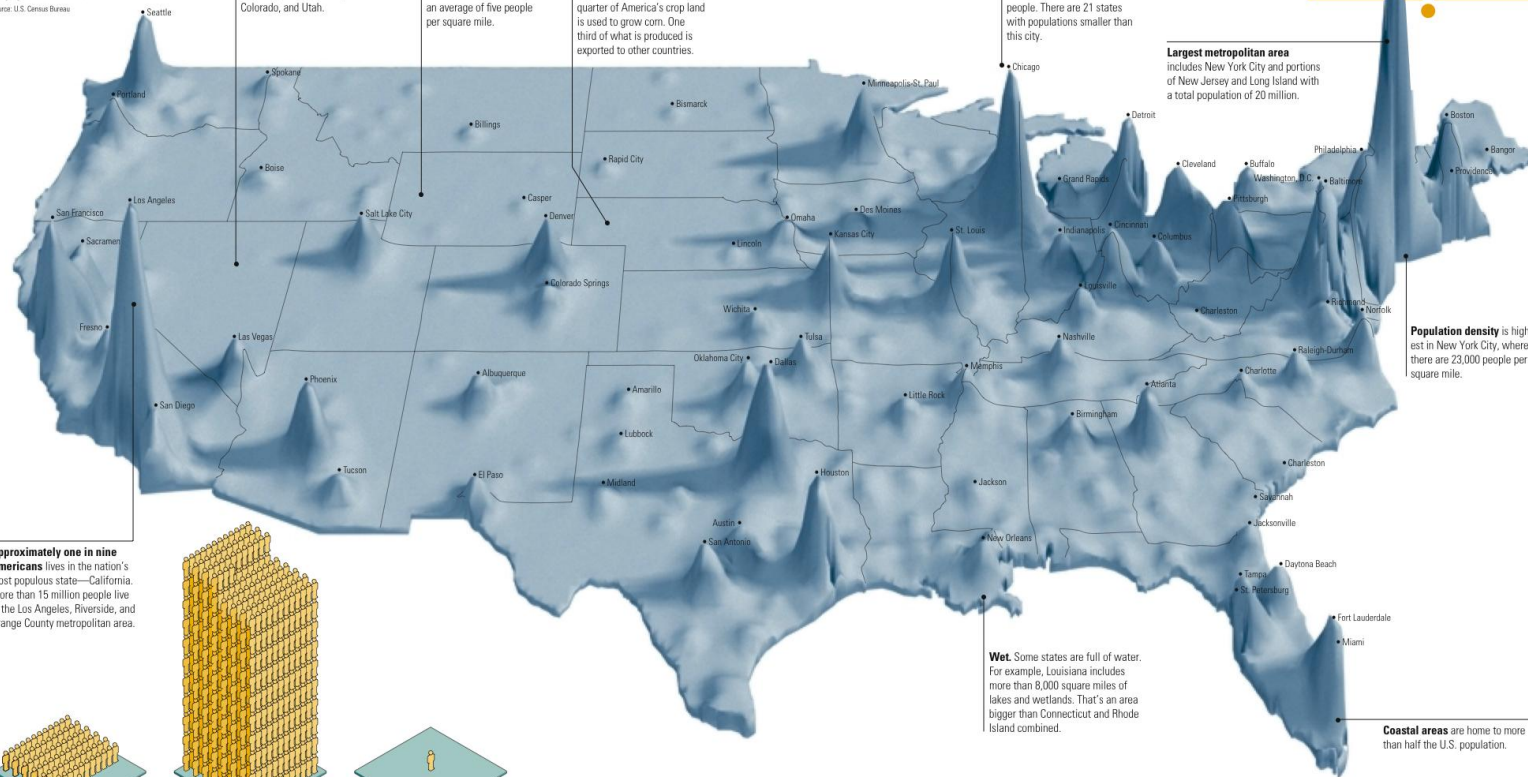 urce: U.S. Census Bureau
Colorado, and Utah.
an average of five people
per square mile.
quarter of America's crop land
is used to grow corn. One
third of what is produced is
exported to other countries.
people. There are 21 states
with populations smaller than
this city.
Largest metropolitan area
includes New York City and portions
of New Jersey and Long Island with
a total population of 20 million.
Seattle
Spokane
Portland
Billings
Boise
Bismarck
Rapid City
Minneapolis-St. Paul
Chicago
Detroit
Boston
Bangor
Providence
Philadelphia
Cleveland
Buffalo
Washington, D.C.
Baltimore
Grand Rapids
Pittsburgh
Los Angeles
San Francisco
Sacramen
Salt Lake City
Casper
Denver
Omaha
Des Moines
Kansas City
Lincoln
St. Louis
Indianapolis
Cincinnati
Columbus
Colorado Springs
Louisville
Charleston
Richmond
Norfolk
Fresno
Las Vegas
Wichita
Tulsa
Nashville
Raleigh-Durham
Oklahoma City
Dallas
Memphis
Charlotte
Phoenix
Albuquerque
Amarillo
Little Rock
Atlanta
San Diego
Lubbock
Birmingham
Tucson
El Paso
Midland
Houston
Jackson
Charleston
Savannah
Austin
San Antonio
New Orleans
Jacksonville
Daytona Beach
Tampa
St. Petersburg
Fort Lauderdale
Miami
Population density is high-
est in New York City, where
there are 23,000 people per
square mile.
pproximately one in nine
mericans lives in the nation's
ost populous state—California.
ore than 15 million people live
the Los Angeles, Riverside, and
range County metropolitan area.
Wet. Some states are full of water.
For example, Louisiana includes
more than 8,000 square miles of
lakes and wetlands. That's an area
bigger than Connecticut and Rhode
Island combined.
Coastal areas are home to more
than half the U.S. population.